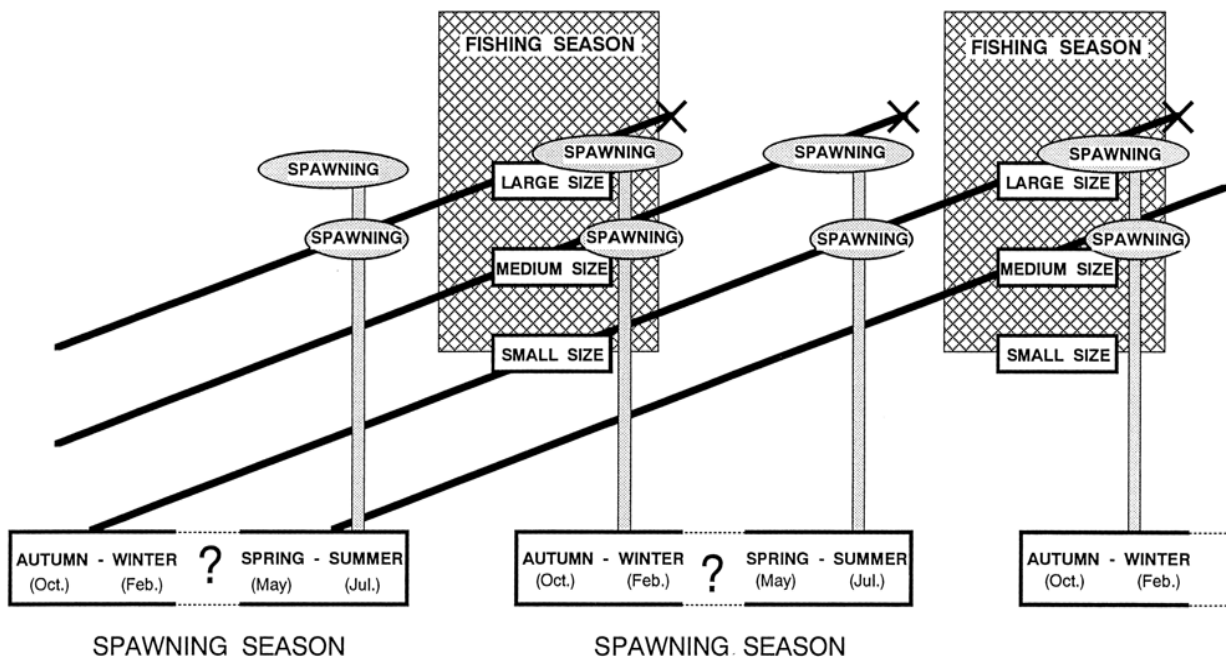 FISHING SEASON
FISHING SEASON
SPAWNING
SPAWNING
SPAWNING
SPAWNING
LARGE SIZE
LARGE SIZE
SPAWNING
SPAWNING
SPAWNING
SPAWNING
MEDIUM SIZE
MEDIUM SIZE
SMALL SIZE
SMALL SIZE
AUTUMN - WINTER ? SPRING - SUMMER
(Oct.) (Feb.) (May) (Jul.)
AUTUMN - WINTER ? SPRING - SUMMER
(Oct.) (Feb.) (May) (Jul.)
AUTUMN - WINTER
(Oct.) (Feb.)
SPAWNING SEASON
SPAWNING SEASON